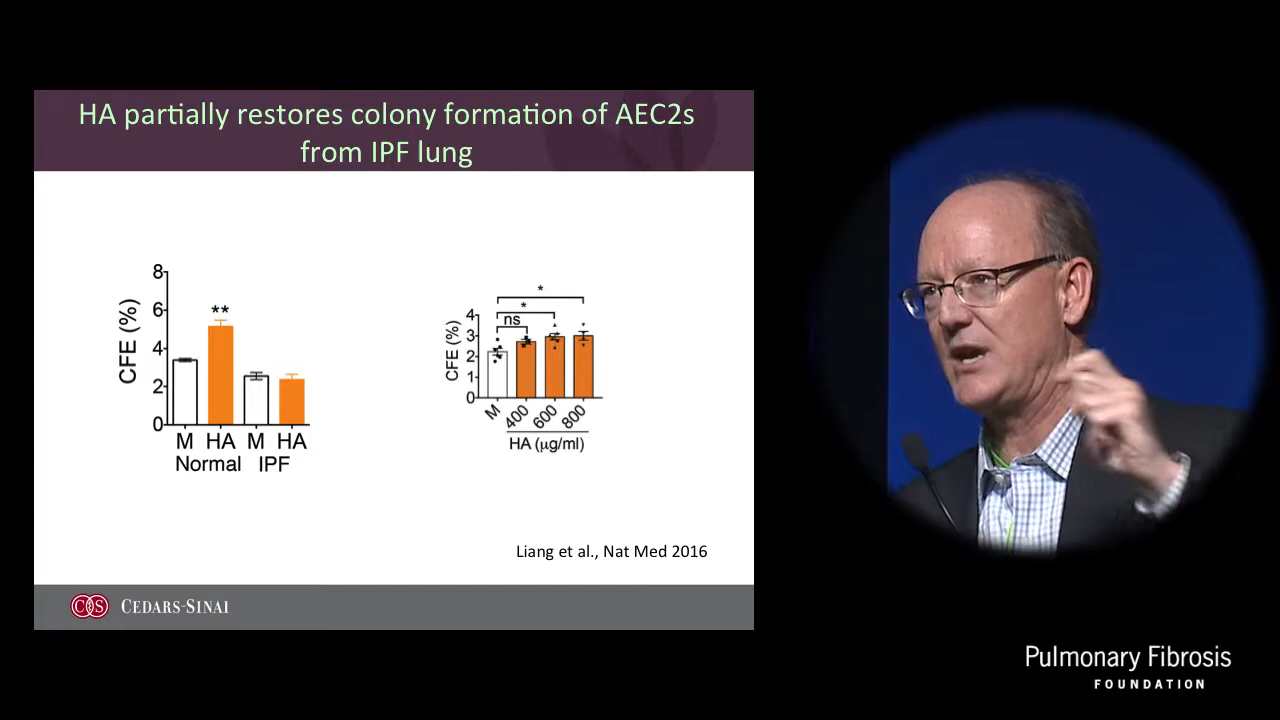 HA partially restores colony formation of AEC2s
from IPF lung
CFE (%)
8
6
4
2
0
**
M HA M HA
Normal IPF
CFE (%)
4
3
2
1
0
*
*
ns
M 400 600 800
HA (µg/ml)
Liang et al., Nat Med 2016
CS CEDARS-SINAI
Pulmonary Fibrosis
FOUNDATION